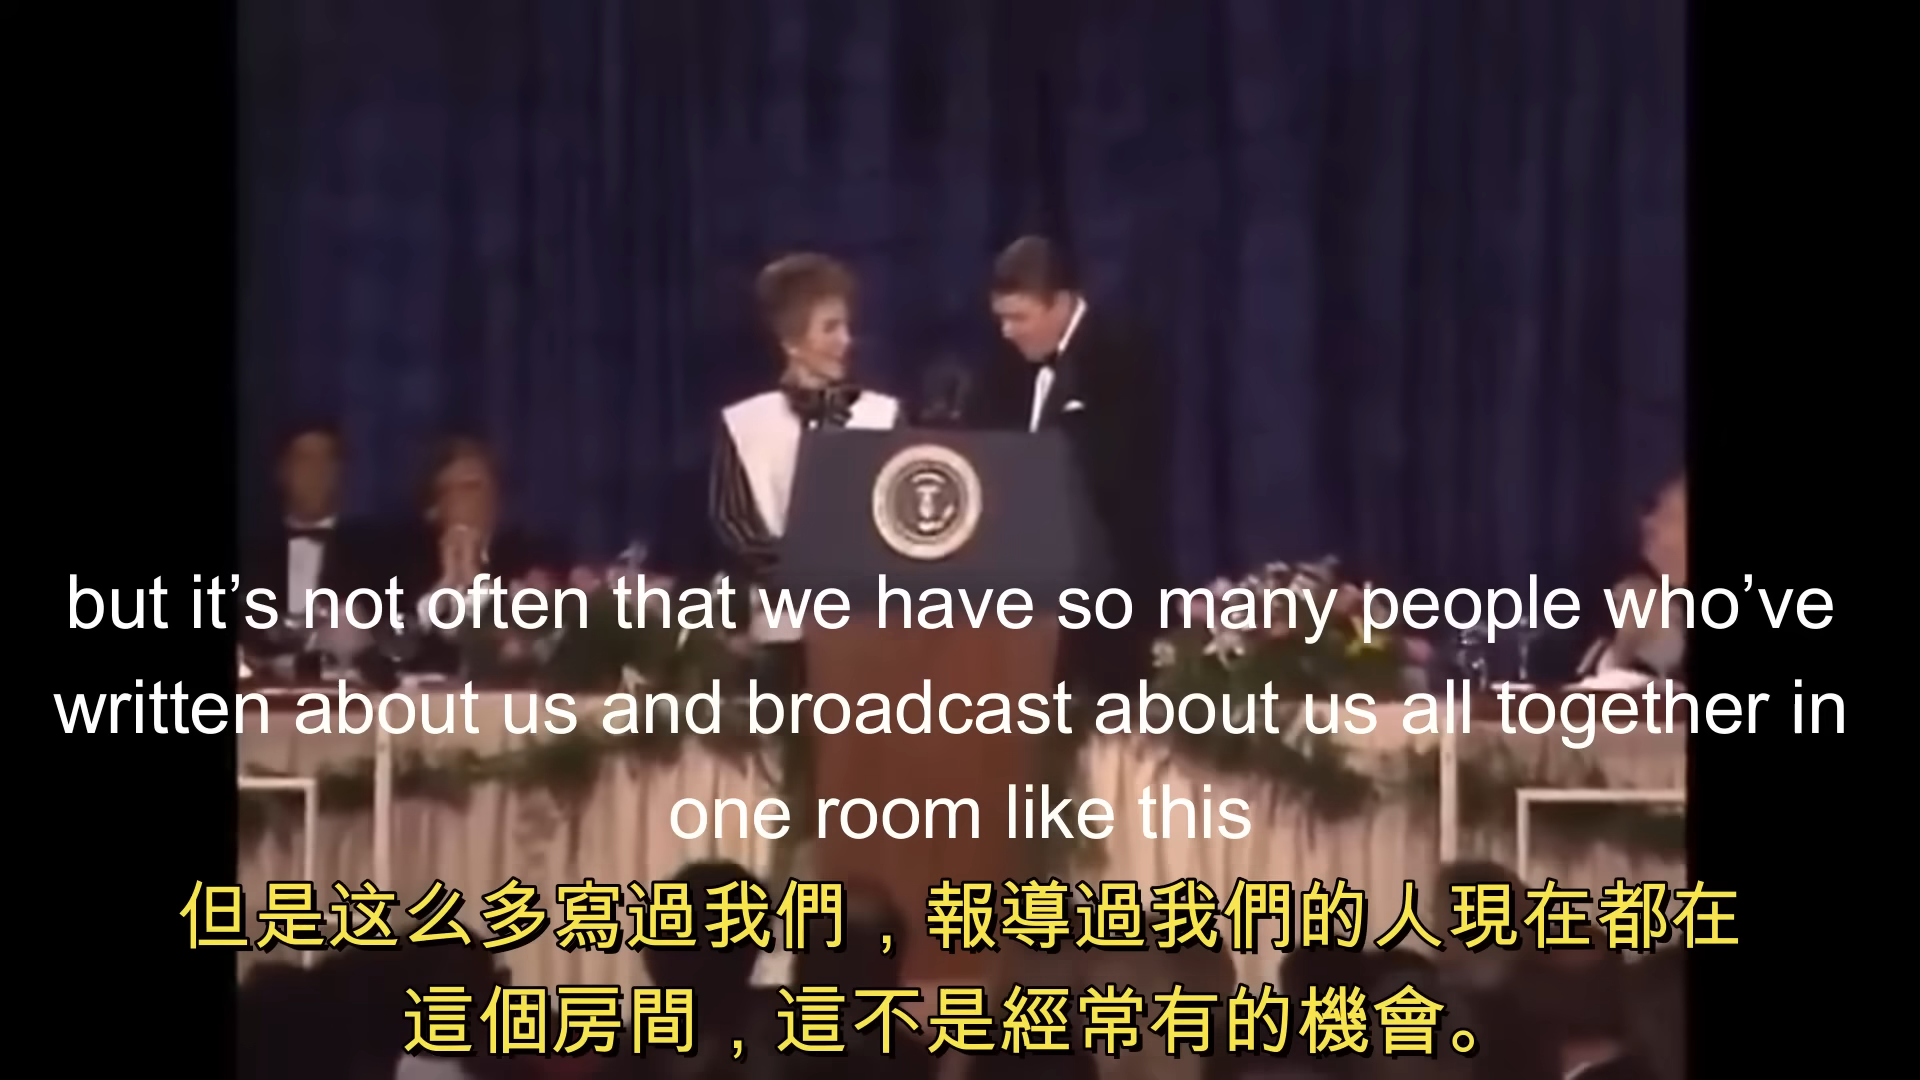 but it’s not often that we have so many people who’ve
written about us and broadcast about us all together in
one room like this
但是这么多寫過我們，報導過我們的人現在都在
這個房間，這不是經常有的機會。